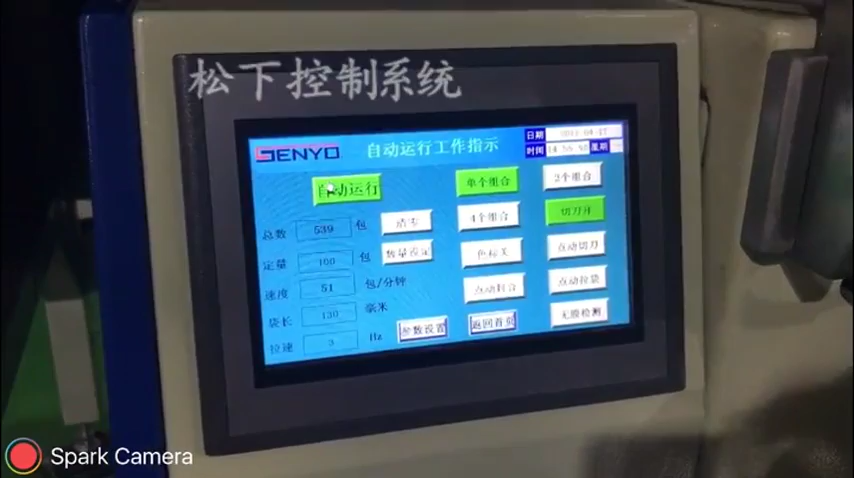 松下控制系统
SENYO
自动运行工作指示
日期
时间
星期
自动运行
单个组合
2个组合
总数 539 包
清零
4个组合
切刀开
定量 100 包
数量设定
色标关
点动切刀
速度 51 包/分钟
点动封合
点动拉袋
袋长 130 毫米
拉速 3 Hz
参数设置
返回首页
无膜检测
Spark Camera